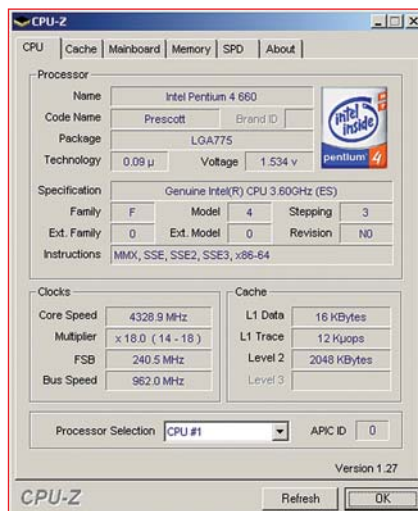 CPU-Z
CPU Cache Mainboard Memory SPD About
Processor
Name Intel Pentium 4 660
Code Name Prescott Brand ID
Package LGA775
Technology 0.09 µ Voltage 1.534 v
intel inside
pentium 4
Specification Genuine Intel(R) CPU 3.60GHz (ES)
Family F Model 4 Stepping 3
Ext. Family 0 Ext. Model 0 Revision N0
Instructions MMX, SSE, SSE2, SSE3, x86-64
Clocks
Core Speed 4328.9 MHz
Multiplier x 18.0 ( 14 - 18 )
FSB 240.5 MHz
Bus Speed 962.0 MHz
Cache
L1 Data 16 KBytes
L1 Trace 12 Kµops
Level 2 2048 KBytes
Level 3
Processor Selection CPU #1 APIC ID 0
Version 1.27
CPU-Z Refresh OK